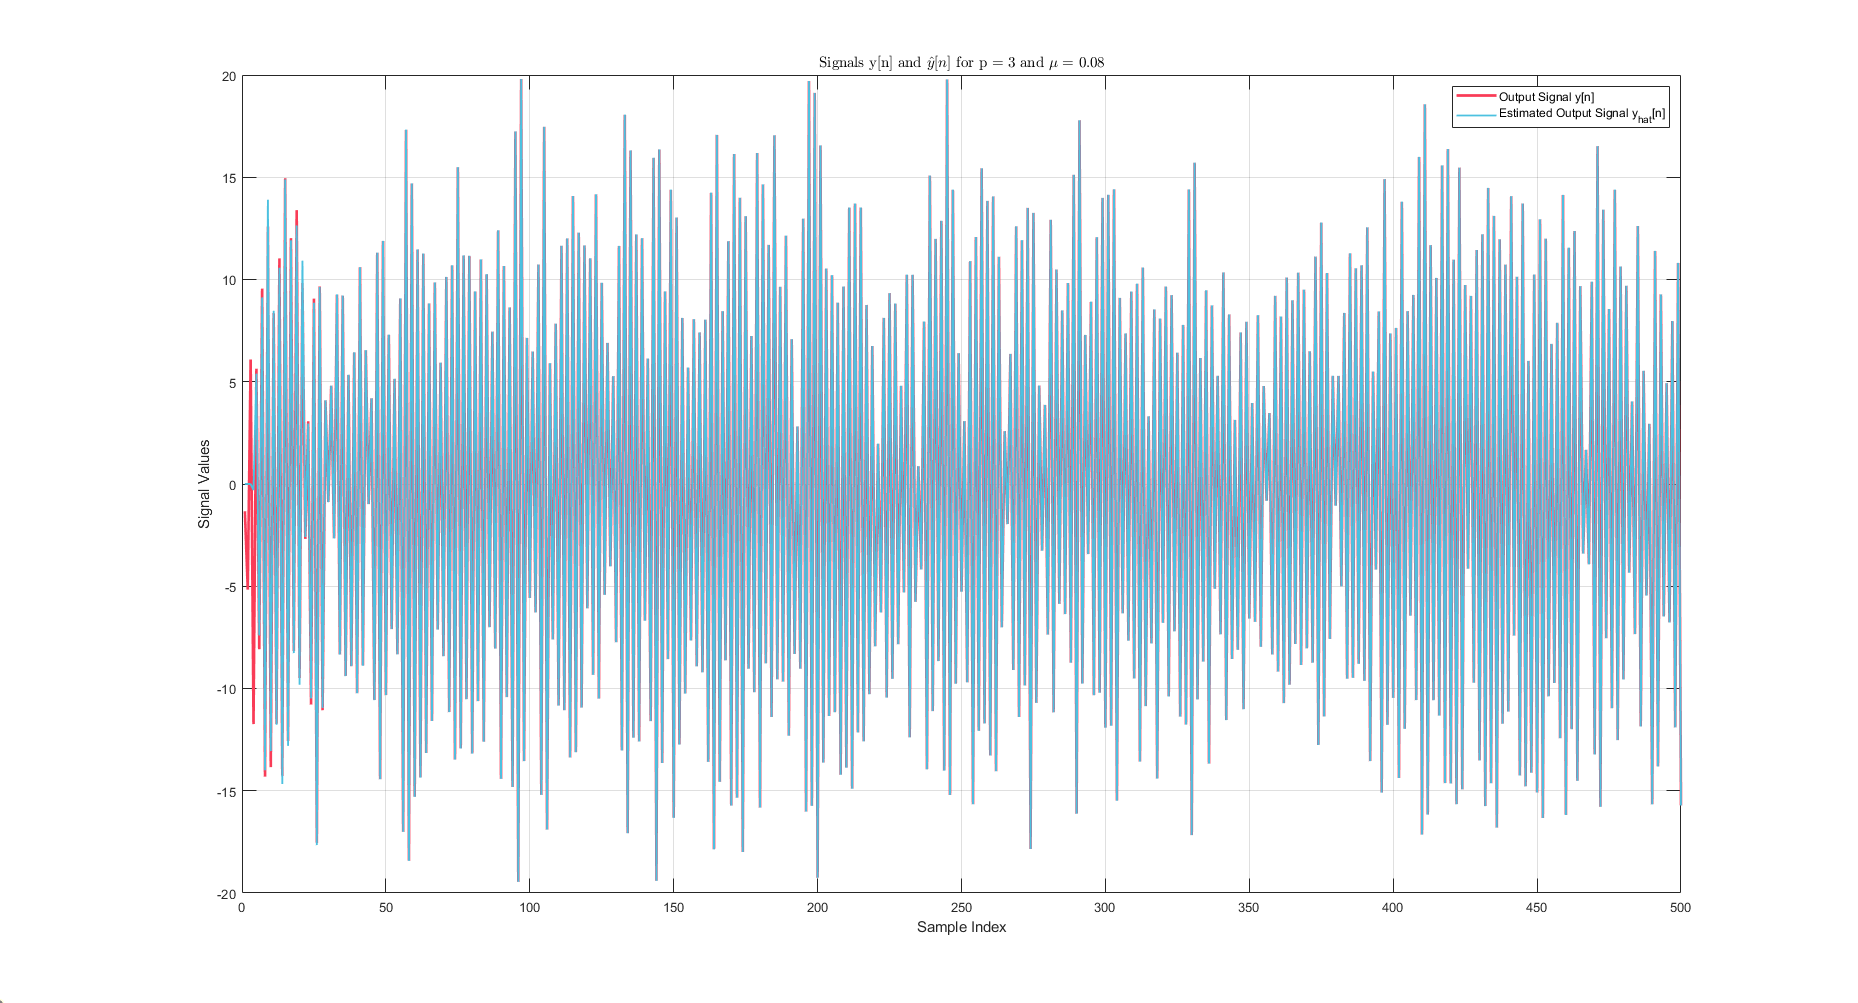 Signals y[n] and ŷ[n] for p = 3 and μ = 0.08
Output Signal y[n]
Estimated Output Signal y_hat[n]
20
15
10
5
0
-5
-10
-15
-20
Signal Values
0 50 100 150 200 250 300 350 400 450 500
Sample Index